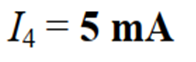 I₄ = 5 mA